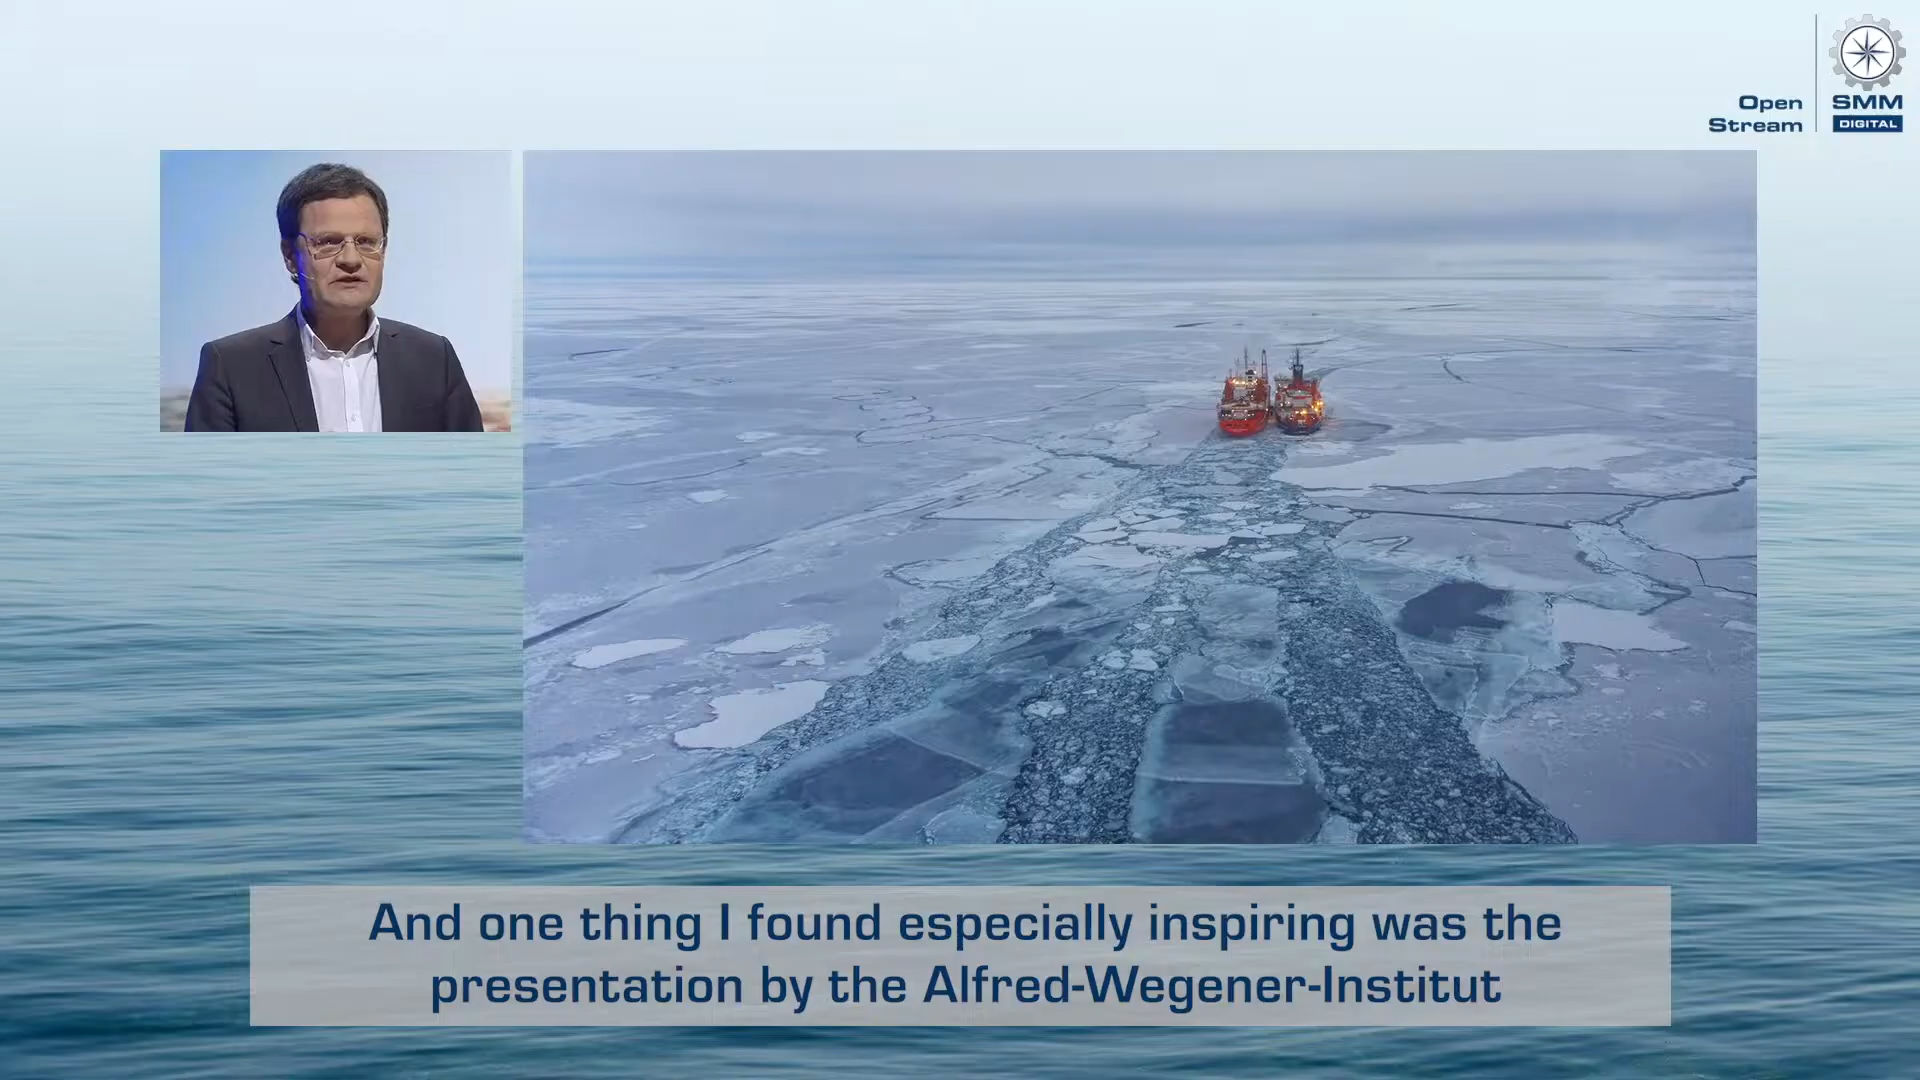 Open
Stream
SMM
DIGITAL
And one thing I found especially inspiring was the
presentation by the Alfred-Wegener-Institut